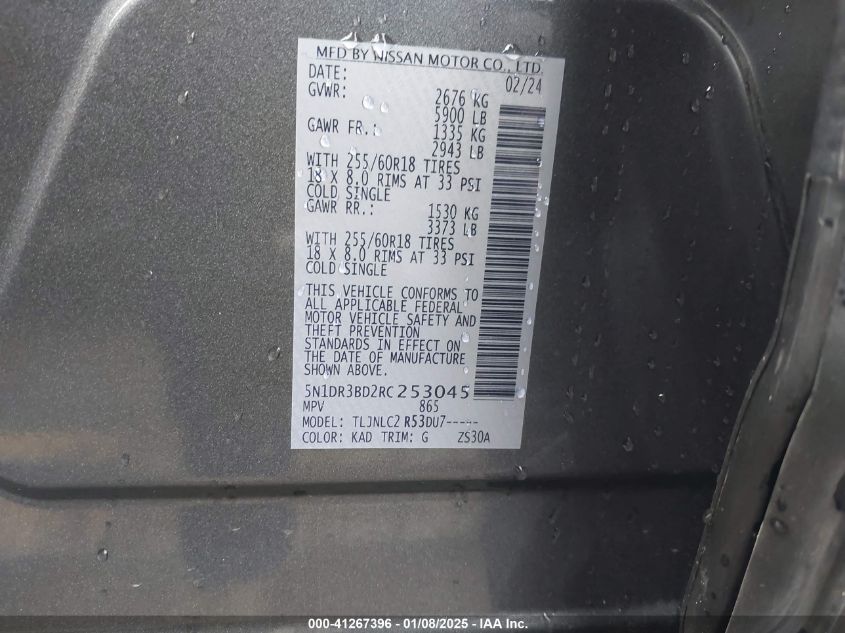 MFD BY NISSAN MOTOR CO., LTD.
DATE: 02/24
GVWR: 2676 KG
5900 LB
GAWR FR.: 1335 KG
2943 LB
WITH 255/60R18 TIRES
18 X 8.0 RIMS AT 33 PSI
COLD SINGLE
GAWR RR.: 1530 KG
3373 LB
WITH 255/60R18 TIRES
18 X 8.0 RIMS AT 33 PSI
COLD SINGLE
THIS VEHICLE CONFORMS TO
ALL APPLICABLE FEDERAL
MOTOR VEHICLE SAFETY AND
THEFT PREVENTION
STANDARDS IN EFFECT ON
THE DATE OF MANUFACTURE
SHOWN ABOVE.
5N1DR3BD2RC253045
MPV 865
MODEL: TLJNLC2 R53DU7-----
COLOR: KAD TRIM: G ZS30A
000-41267396 - 01/08/2025 - IAA Inc.